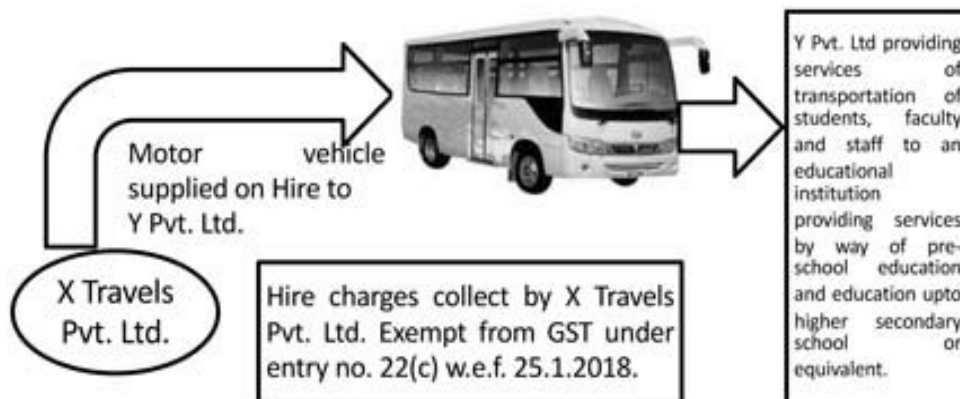 Motor vehicle
supplied on Hire to
Y Pvt. Ltd.
X Travels
Pvt. Ltd.
Hire charges collect by X Travels
Pvt. Ltd. Exempt from GST under
entry no. 22(c) w.e.f. 25.1.2018.
Y Pvt. Ltd providing
services of
transportation of
students, faculty
and staff to an
educational
institution
providing services
by way of pre-
school education
and education upto
higher secondary
school or
equivalent.